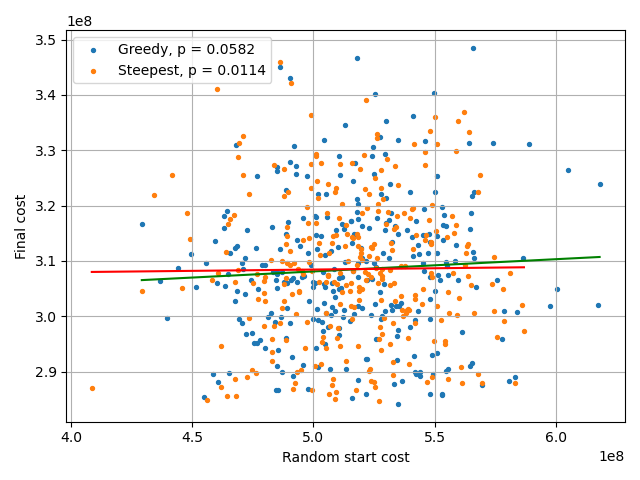 1e8
Greedy, p = 0.0582
Steepest, p = 0.0114
3.5
3.4
3.3
3.2
3.1
3.0
2.9
Final cost
4.0 4.5 5.0 5.5 6.0
Random start cost
1e8